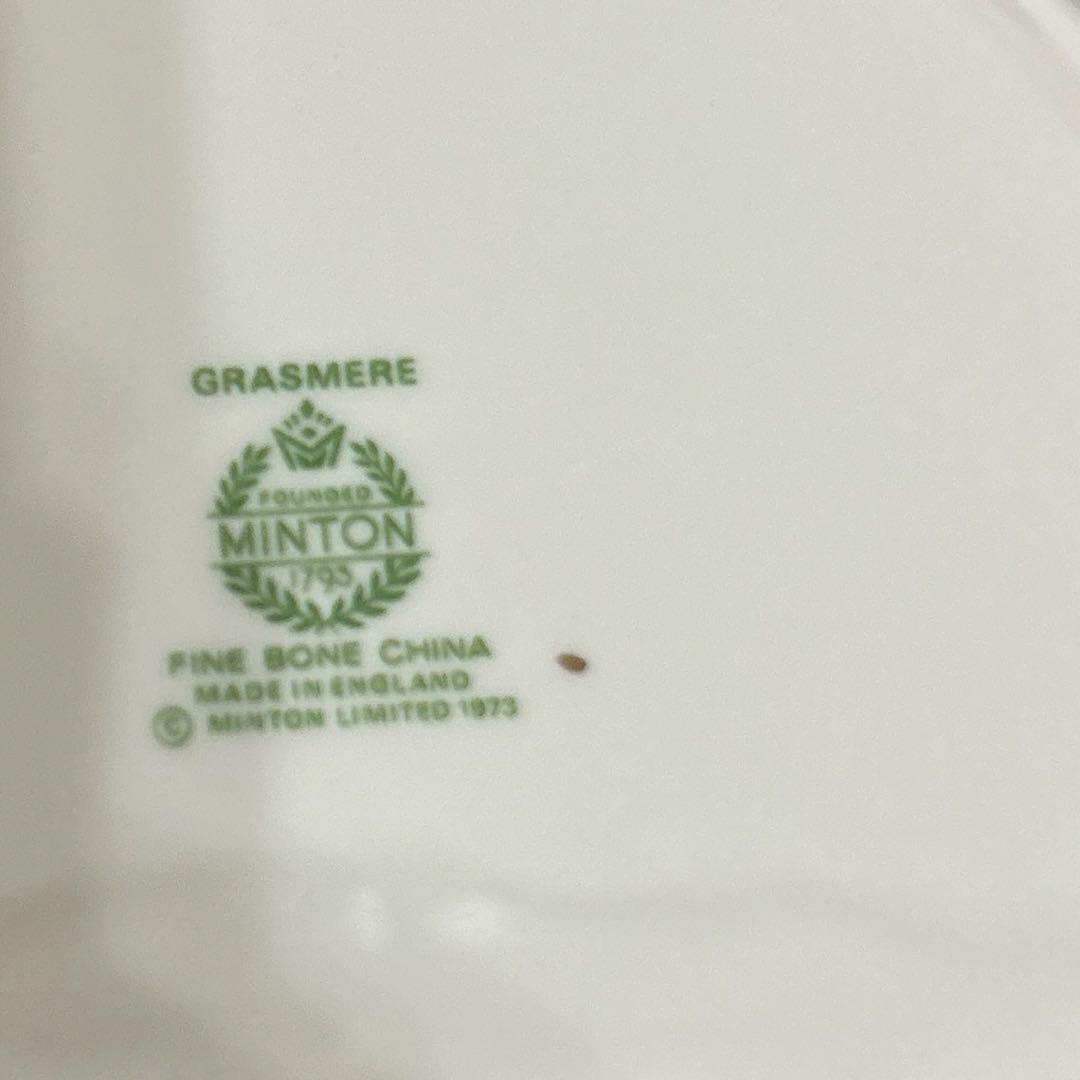 GRASMERE
FOUNDED
MINTON
1793
FINE BONE CHINA
MADE IN ENGLAND
© MINTON LIMITED 1973